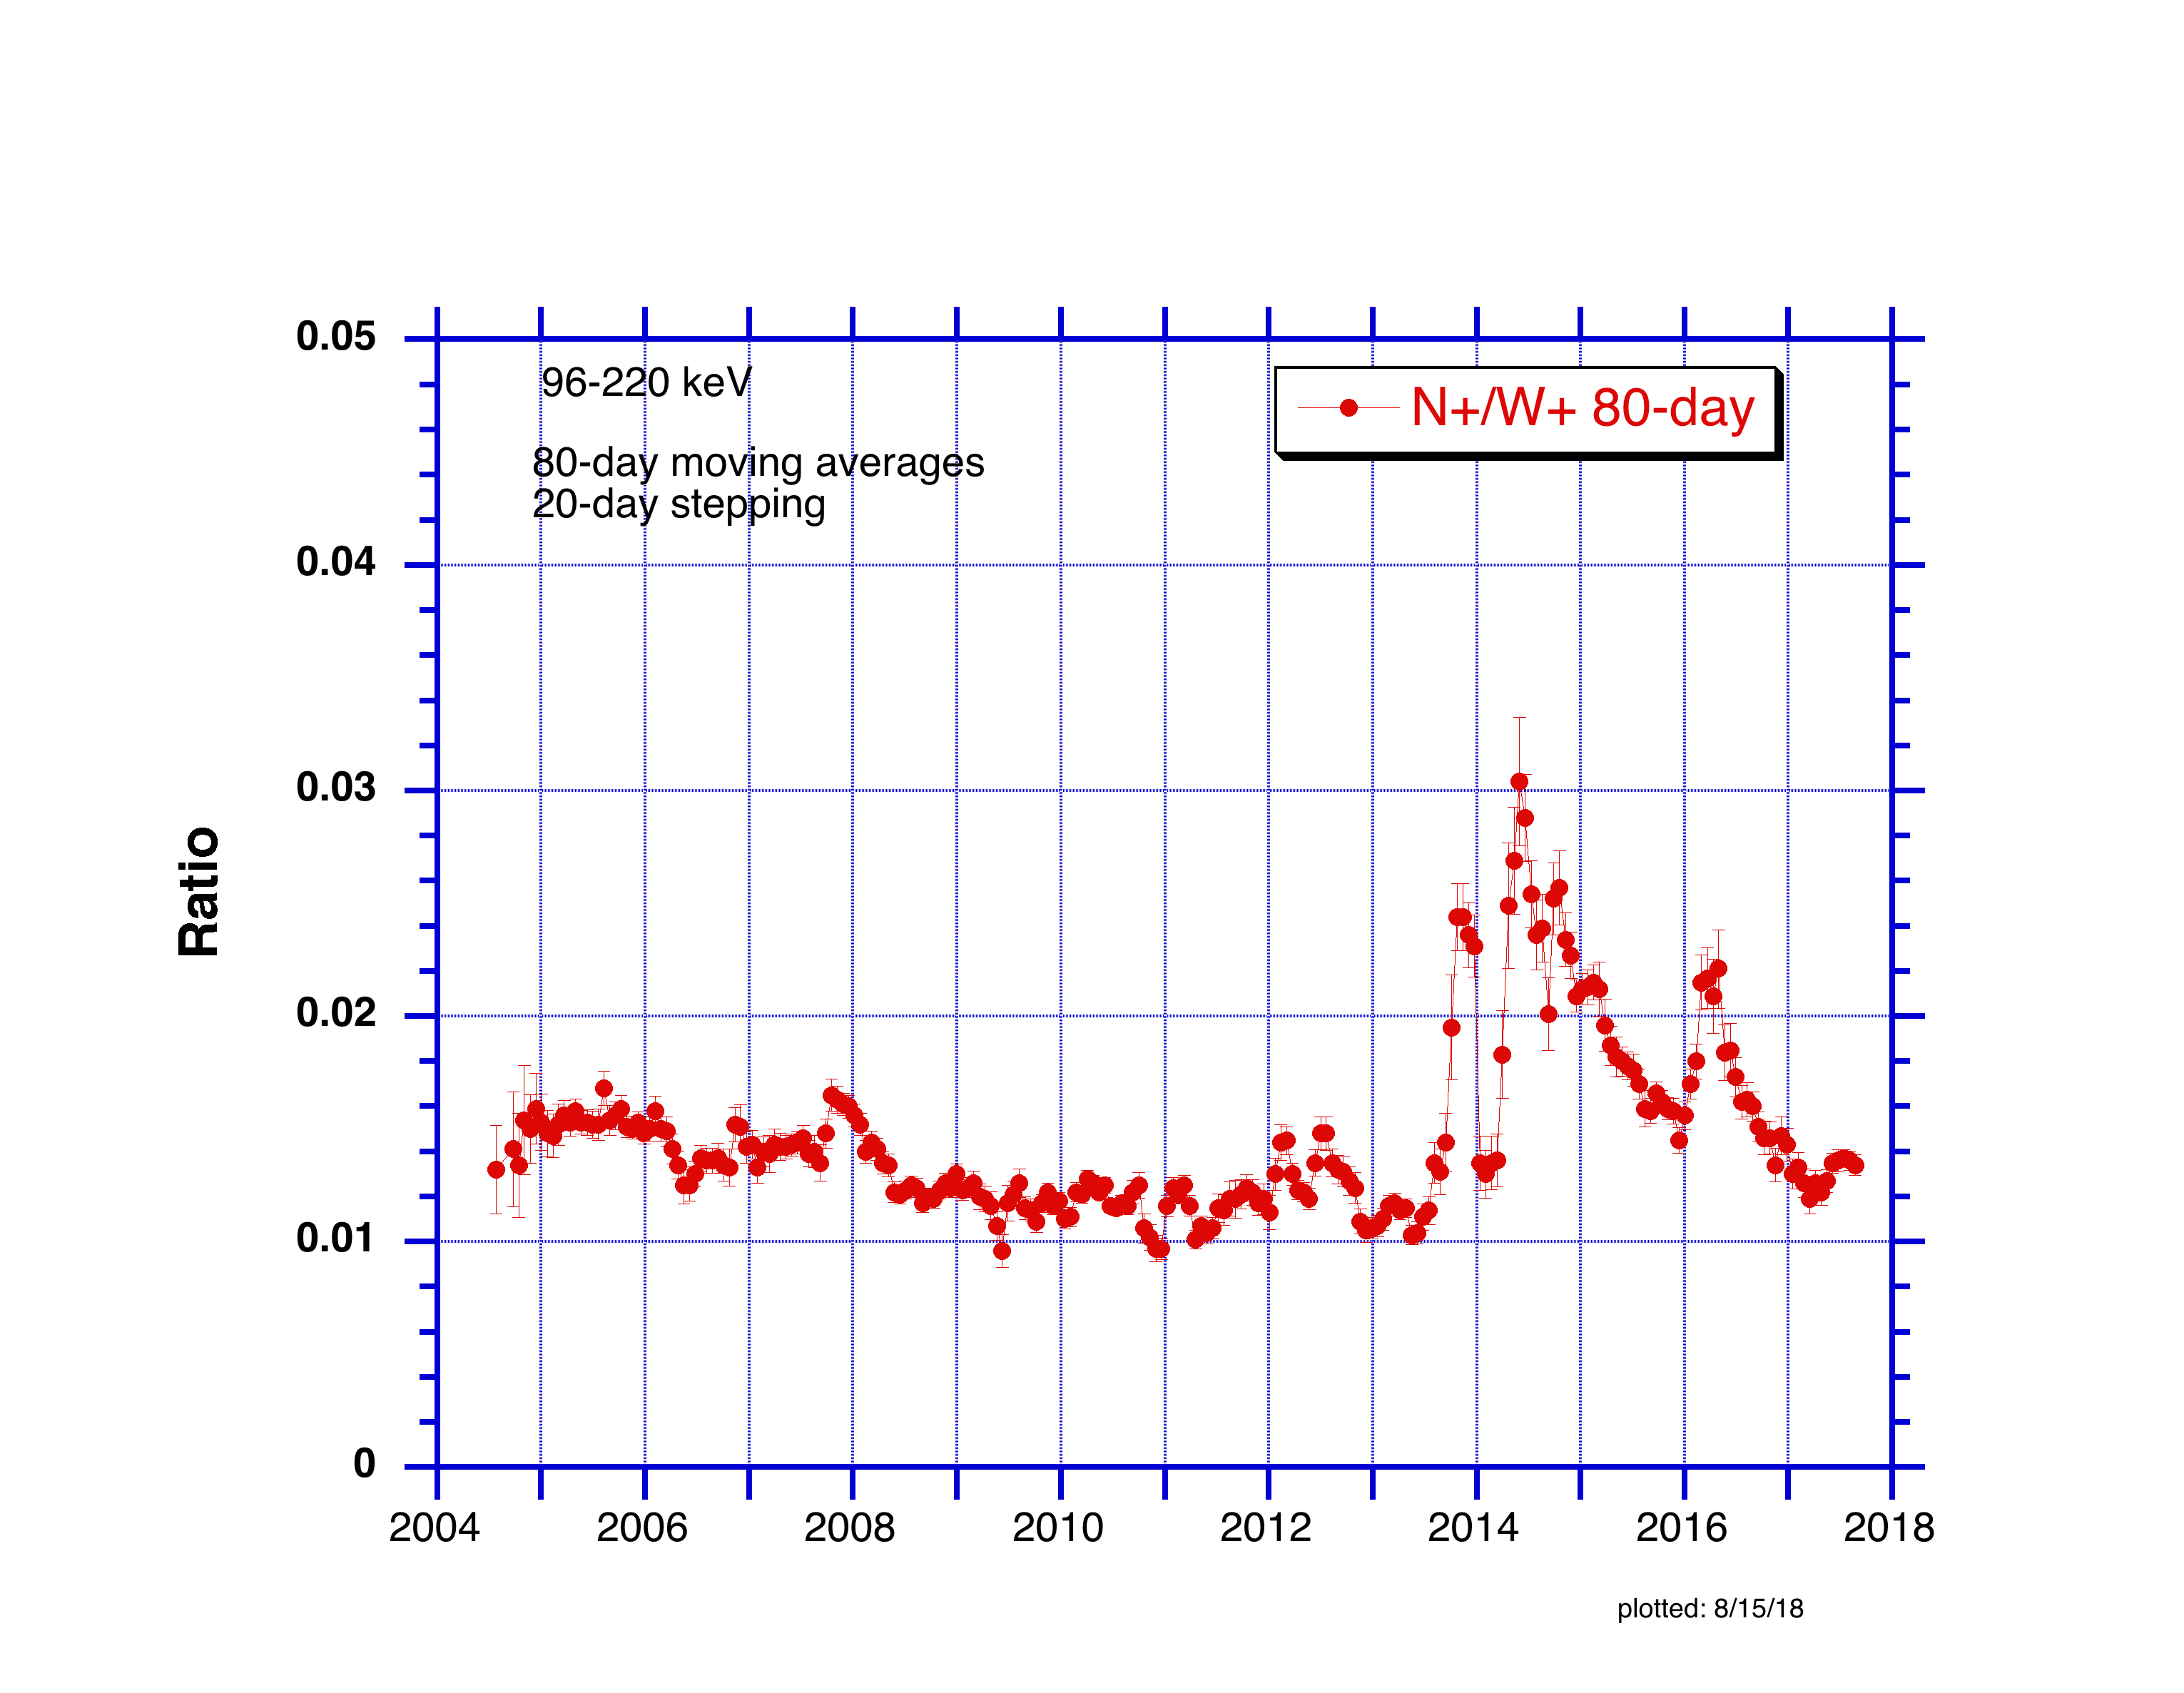 0.05
96-220 keV
N+/W+ 80-day
80-day moving averages
20-day stepping
0.04
0.03
Ratio
0.02
0.01
0
2004 2006 2008 2010 2012 2014 2016 2018
plotted: 8/15/18